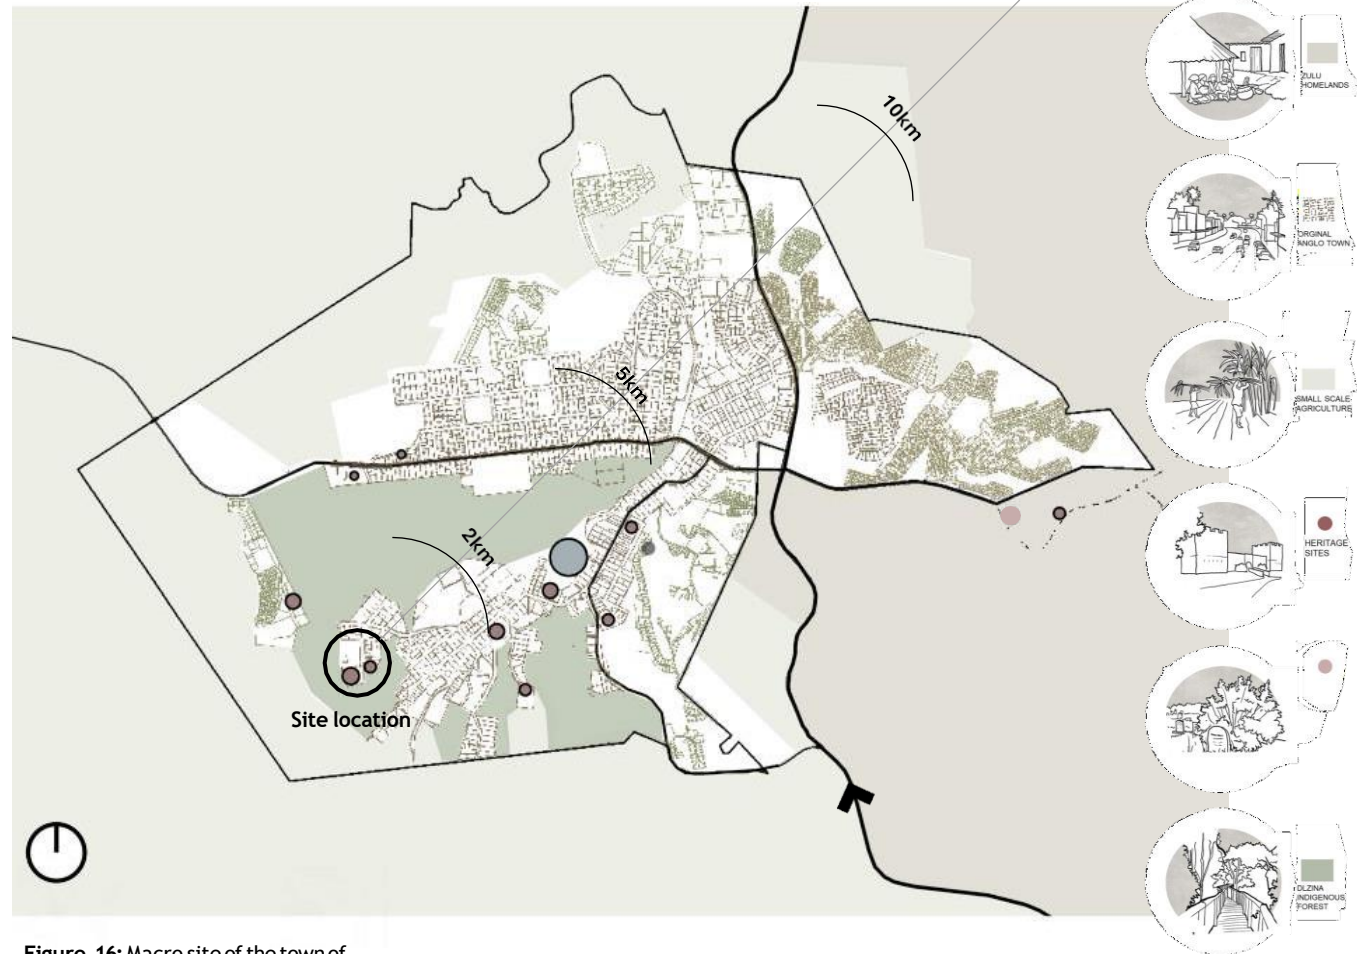 10km
5km
2km
Site location
ZULU
HOMELANDS
ORGINAL
ANGLO TOWN
SMALL SCALE
AGRICULTURE
HERITAGE
SITES
DLZINA
INDIGENOUS
FOREST
Figure 16: Macro site of the town of